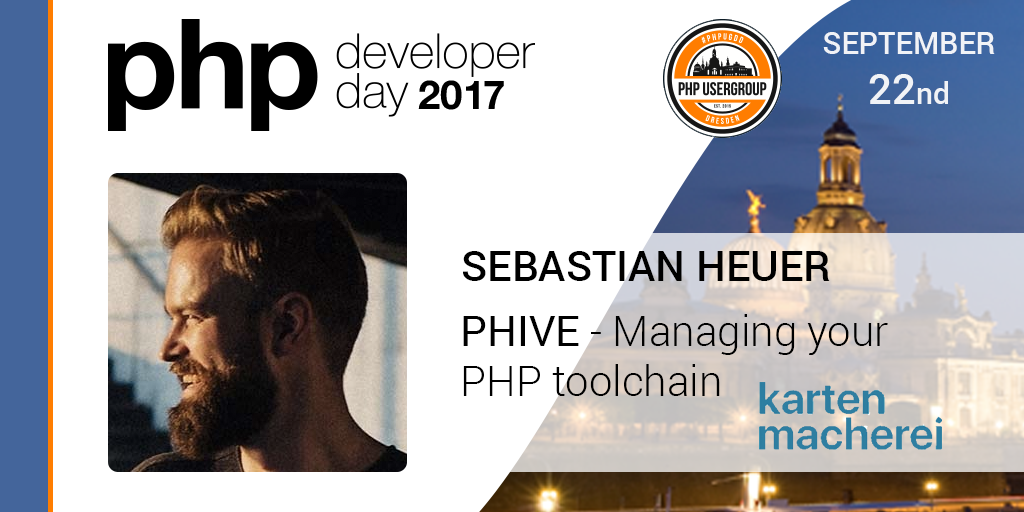 php developer
day 2017
#PHPUGDD
PHP USERGROUP
EST. 2010
DRESDEN
SEPTEMBER
22nd
SEBASTIAN HEUER
PHIVE - Managing your
PHP toolchain
karten
macherei